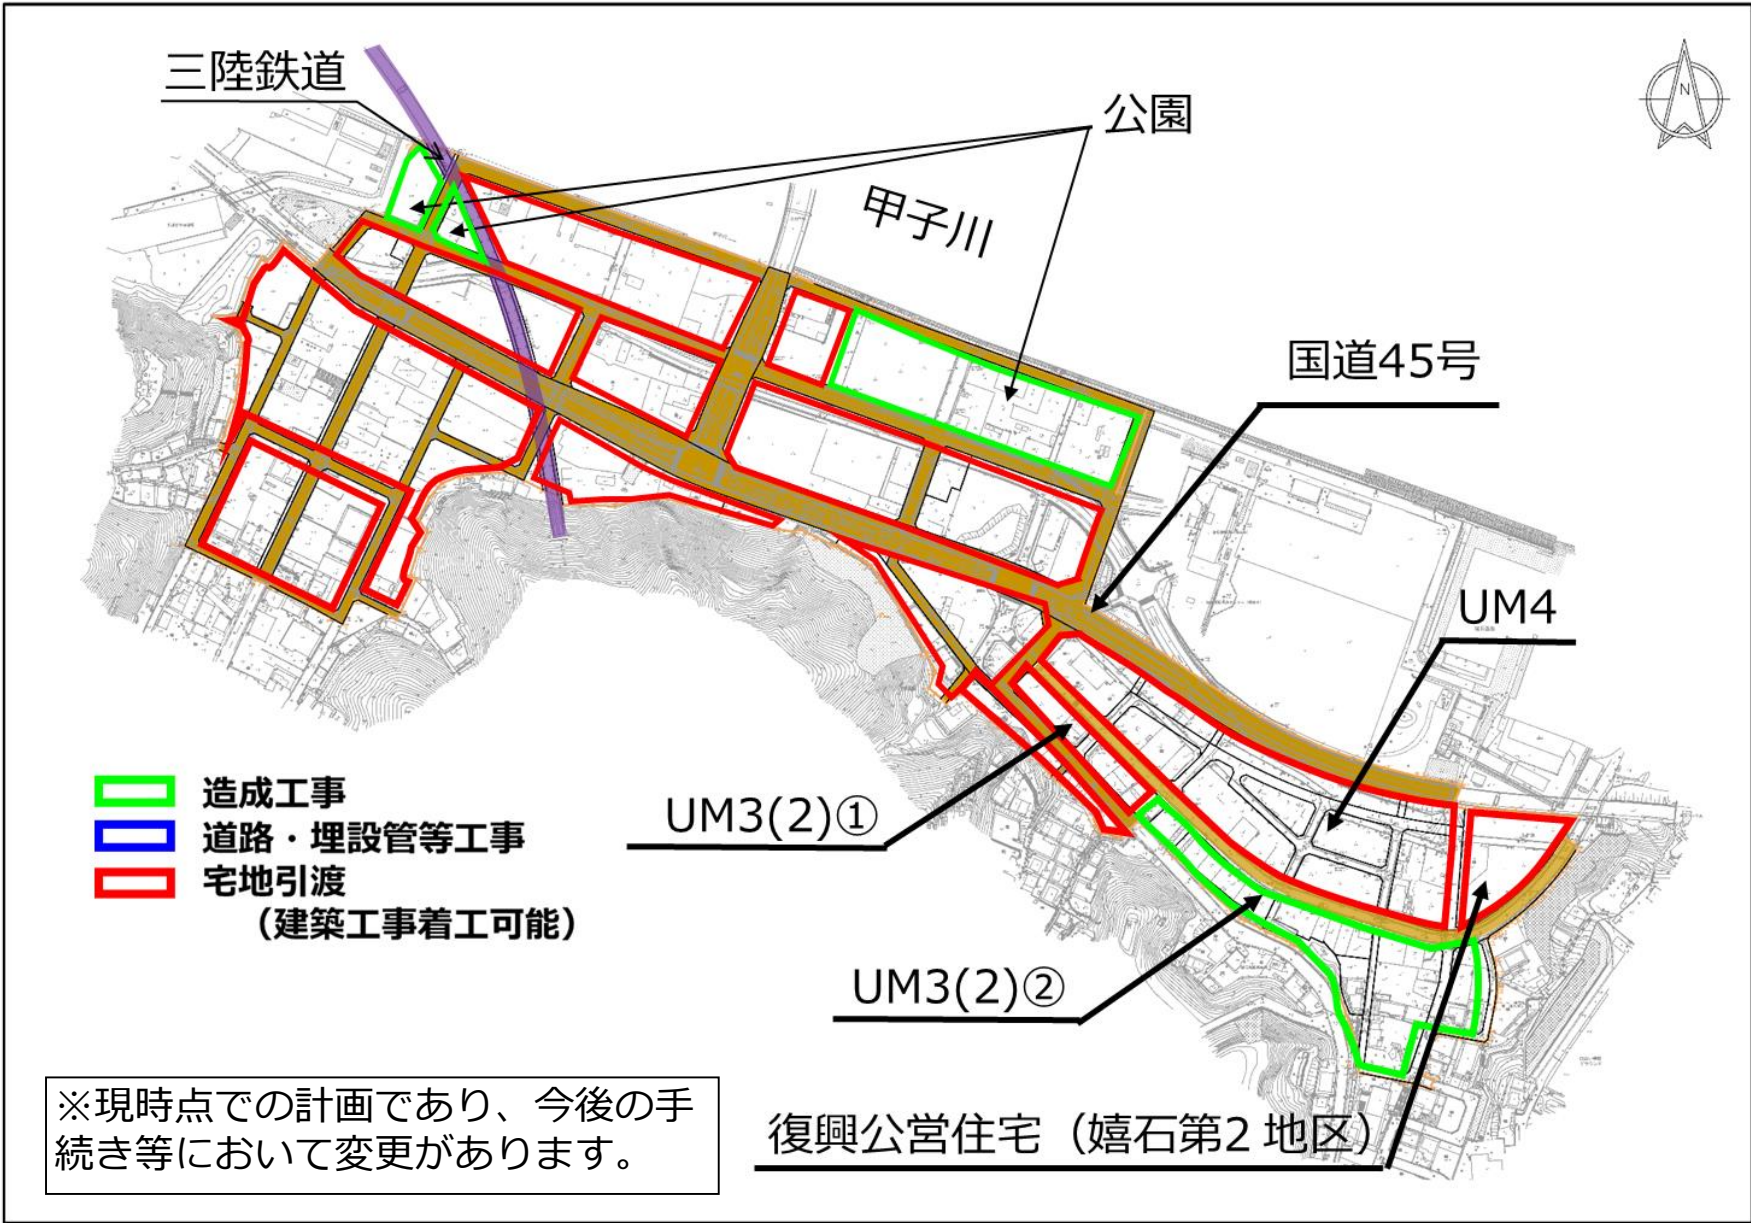 三陸鉄道
公園
N
甲子川
国道45号
UM4
造成工事
道路・埋設管等工事
宅地引渡
（建築工事着工可能）
UM3(2)①
UM3(2)②
※現時点での計画であり、今後の手
続き等において変更があります。
復興公営住宅（嬉石第2 地区）